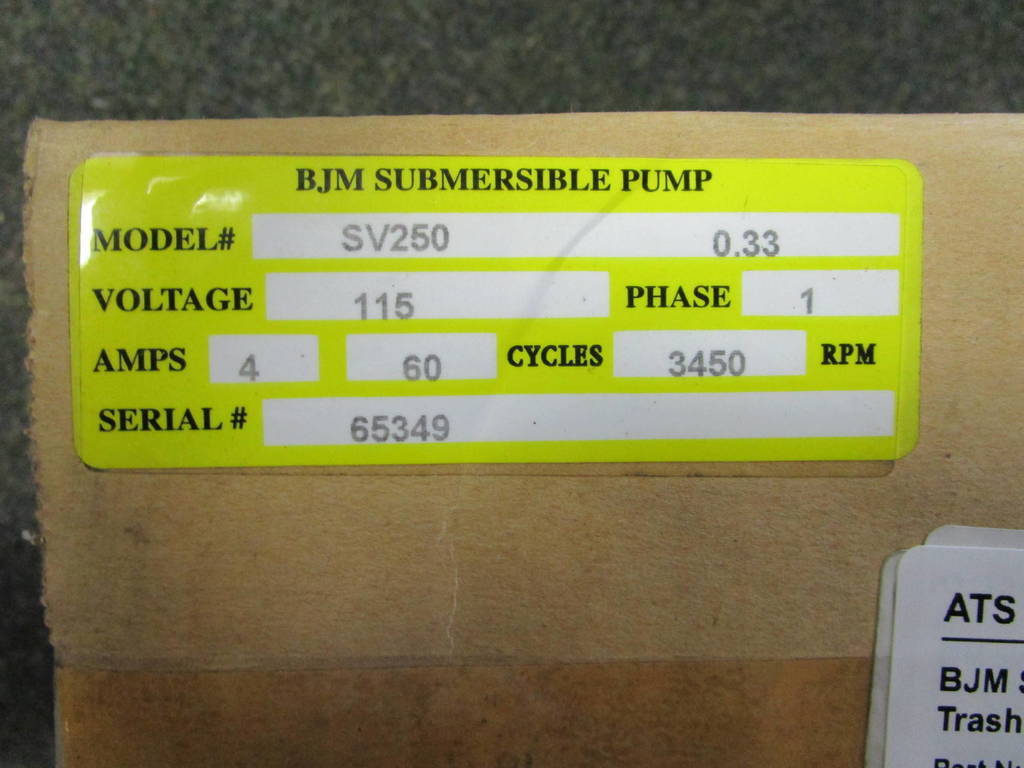 BJM SUBMERSIBLE PUMP
MODEL# SV250 0.33
VOLTAGE 115 PHASE 1
AMPS 4 60 CYCLES 3450 RPM
SERIAL # 65349
ATS
BJM
Trash